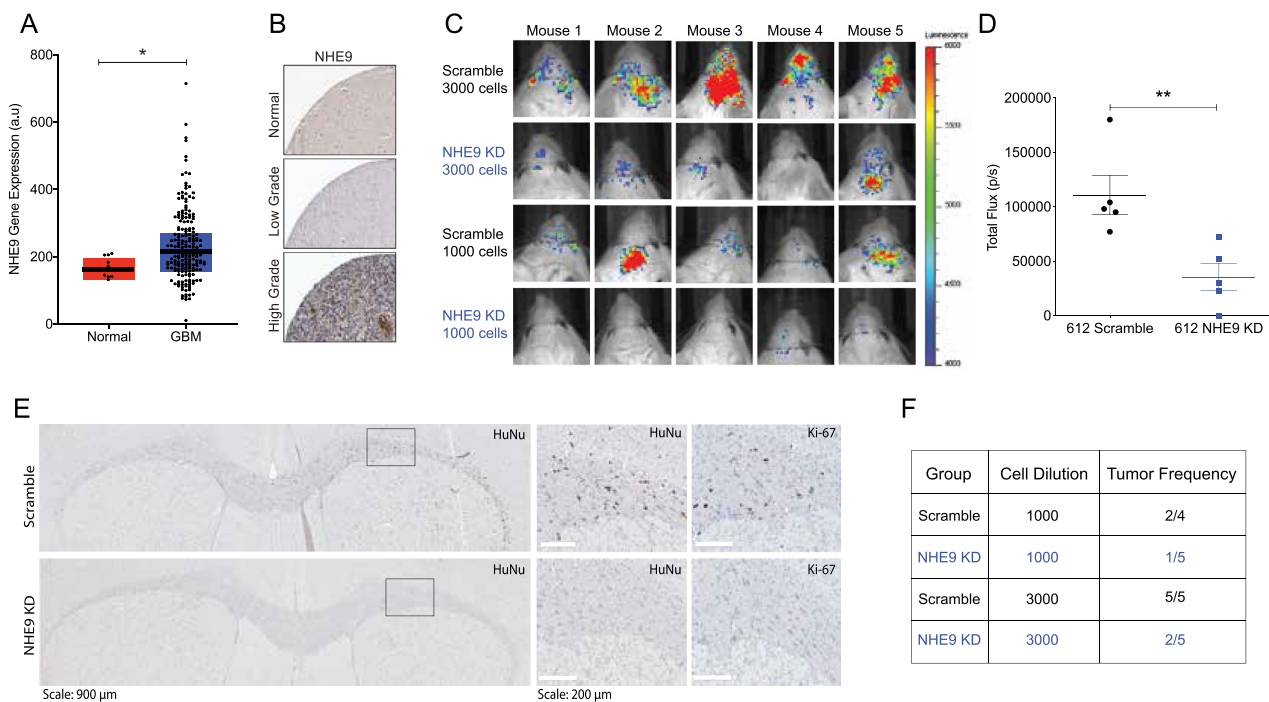 A
NHE9 Gene Expression (a.u)
800
600
400
200
0
*
Normal
GBM
B
NHE9
Normal
Low Grade
High Grade
C
Mouse 1 Mouse 2 Mouse 3 Mouse 4 Mouse 5
Scramble
3000 cells
NHE9 KD
3000 cells
Scramble
1000 cells
NHE9 KD
1000 cells
Luminescence
6000
5500
5000
4500
4000
D
Total Flux (p/s)
200000
150000
100000
50000
0
**
612 Scramble
612 NHE9 KD
E
Scramble
HuNu
HuNu
Ki-67
NHE9 KD
HuNu
HuNu
Ki-67
Scale: 900 µm
Scale: 200 µm
F
Group Cell Dilution Tumor Frequency
Scramble 1000 2/4
NHE9 KD 1000 1/5
Scramble 3000 5/5
NHE9 KD 3000 2/5